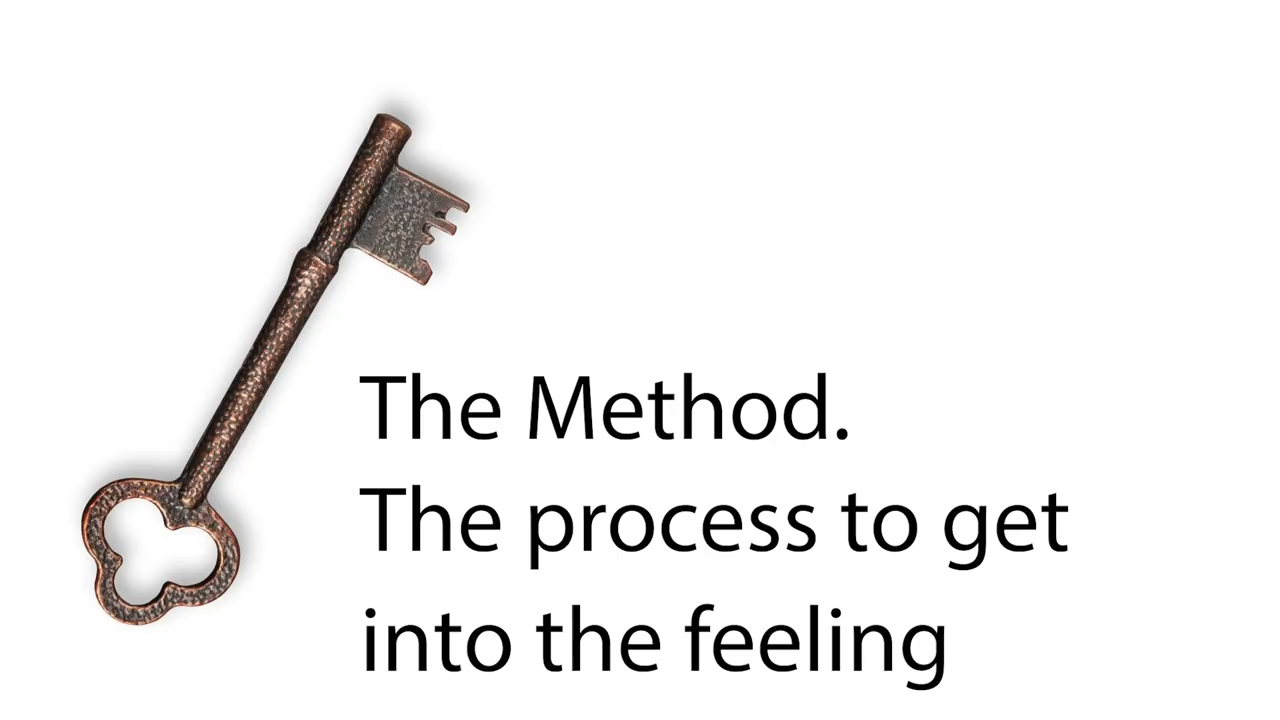 The Method.
The process to get
into the feeling